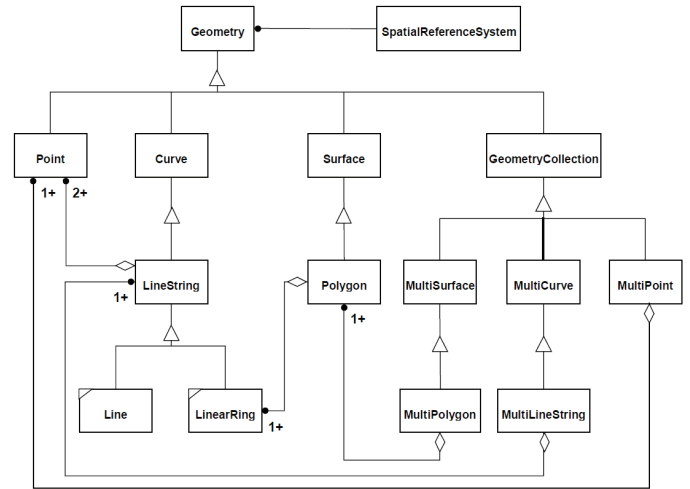 Geometry
SpatialReferenceSystem
Point
Curve
Surface
GeometryCollection
1+
2+
LineString
Polygon
MultiSurface
MultiCurve
MultiPoint
1+
1+
Line
LinearRing
MultiPolygon
MultiLineString
1+